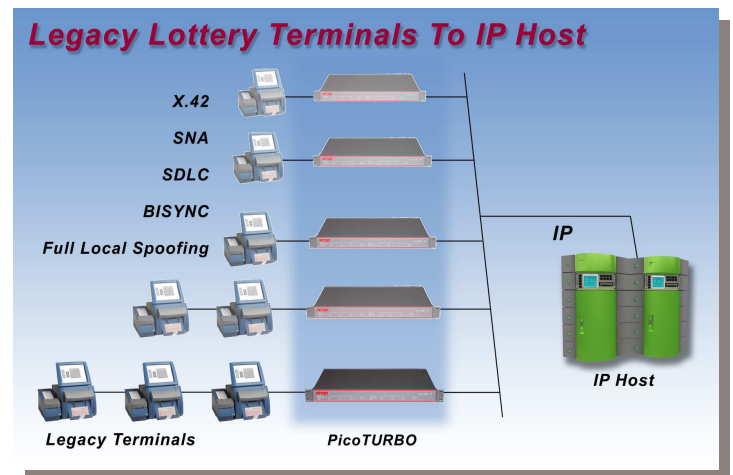 Legacy Lottery Terminals To IP Host
X.42
SNA
SDLC
BISYNC
Full Local Spoofing
IP
IP Host
Legacy Terminals
PicoTURBO